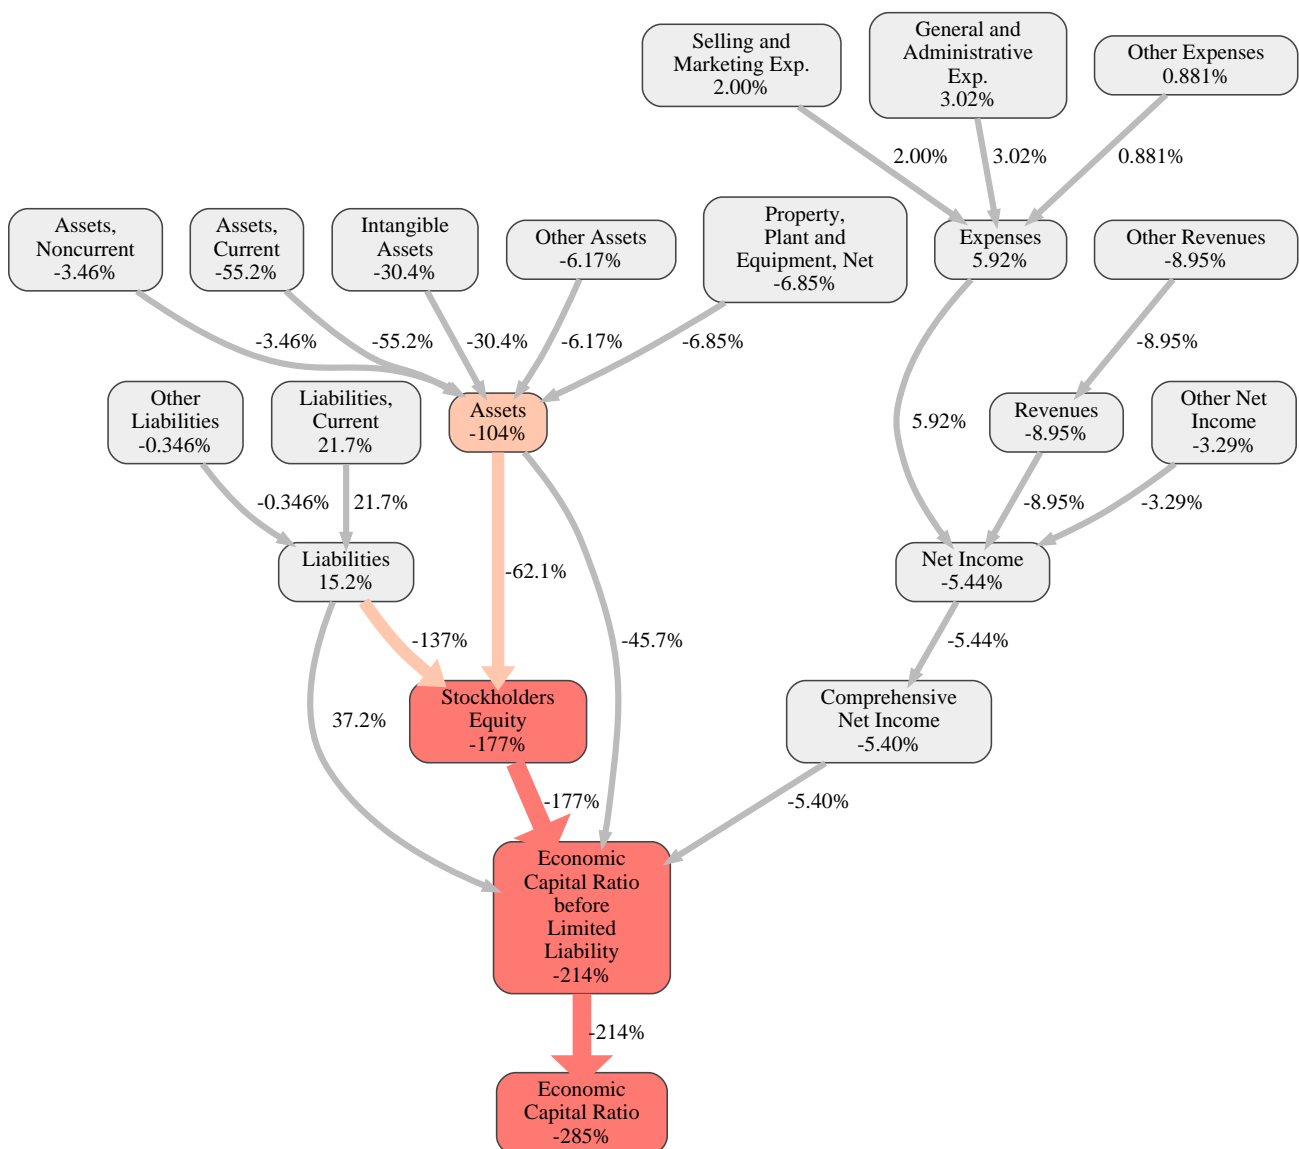 Selling and
Marketing Exp.
2.00%
General and
Administrative
Exp.
3.02%
Other Expenses
0.881%
2.00%
3.02%
0.881%
Assets,
Noncurrent
-3.46%
Assets,
Current
-55.2%
Intangible
Assets
-30.4%
Other Assets
-6.17%
Property,
Plant and
Equipment, Net
-6.85%
Expenses
5.92%
Other Revenues
-8.95%
-3.46%
-55.2%
-30.4%
-6.17%
-6.85%
-8.95%
Other
Liabilities
-0.346%
Liabilities,
Current
21.7%
Assets
-104%
5.92%
Revenues
-8.95%
Other Net
Income
-3.29%
-0.346%
21.7%
-8.95%
-3.29%
Liabilities
15.2%
-62.1%
Net Income
-5.44%
-137%
-45.7%
-5.44%
37.2%
Stockholders
Equity
-177%
Comprehensive
Net Income
-5.40%
-177%
-5.40%
Economic
Capital Ratio
before
Limited
Liability
-214%
-214%
Economic
Capital Ratio
-285%